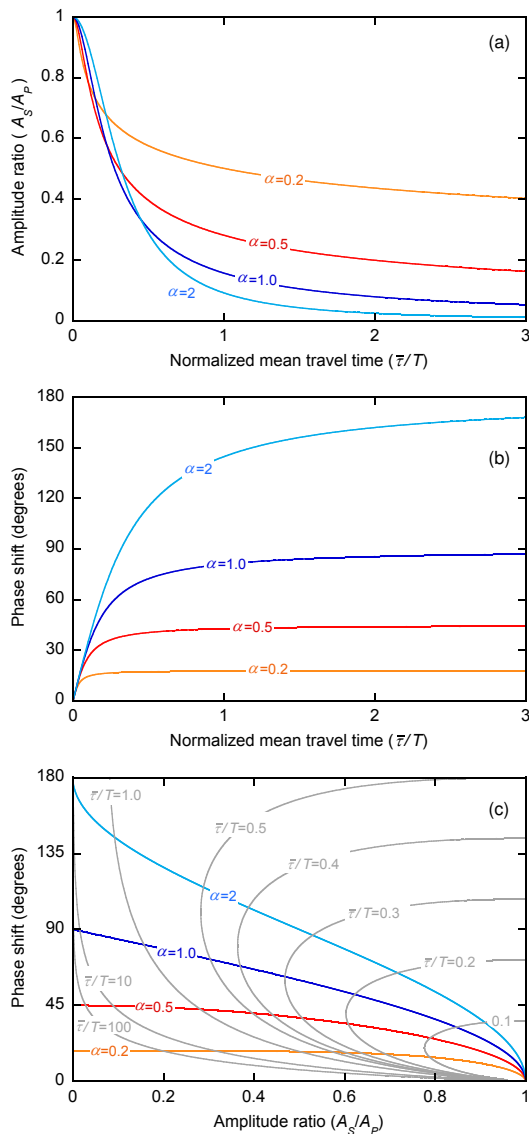 (a)
Amplitude ratio ( A_S/A_P)
1
0.8
0.6
0.4
0.2
0
α=0.2
α=0.5
α=1.0
α=2
0
1
2
3
Normalized mean travel time (τ̅/T)
(b)
Phase shift (degrees)
180
150
120
90
60
30
0
α=2
α=1.0
α=0.5
α=0.2
0
1
2
3
Normalized mean travel time (τ̅/T)
(c)
Phase shift (degrees)
180
135
90
45
0
τ̅/T=1.0
τ̅/T=0.5
τ̅/T=0.4
τ̅/T=0.3
τ̅/T=0.2
0.1
τ̅/T=10
τ̅/T=100
α=2
α=1.0
α=0.5
α=0.2
0
0.2
0.4
0.6
0.8
1
Amplitude ratio (A_S/A_P)